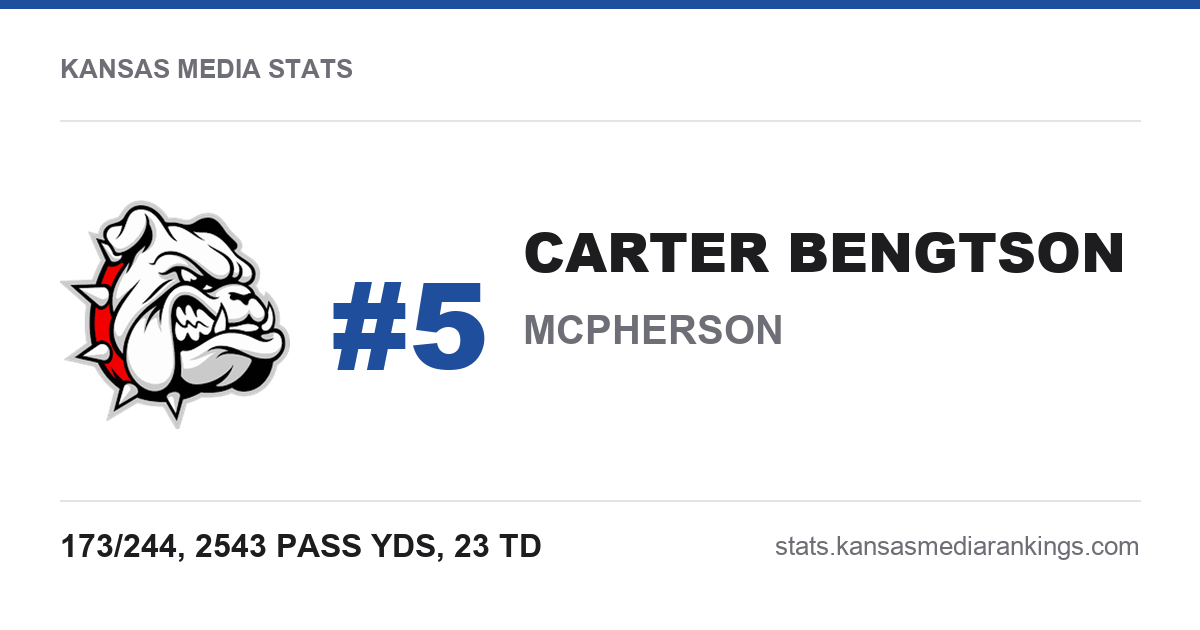 KANSAS MEDIA STATS
#5
CARTER BENGTSON
MCPHERSON
173/244, 2543 PASS YDS, 23 TD
stats.kansasmediarankings.com